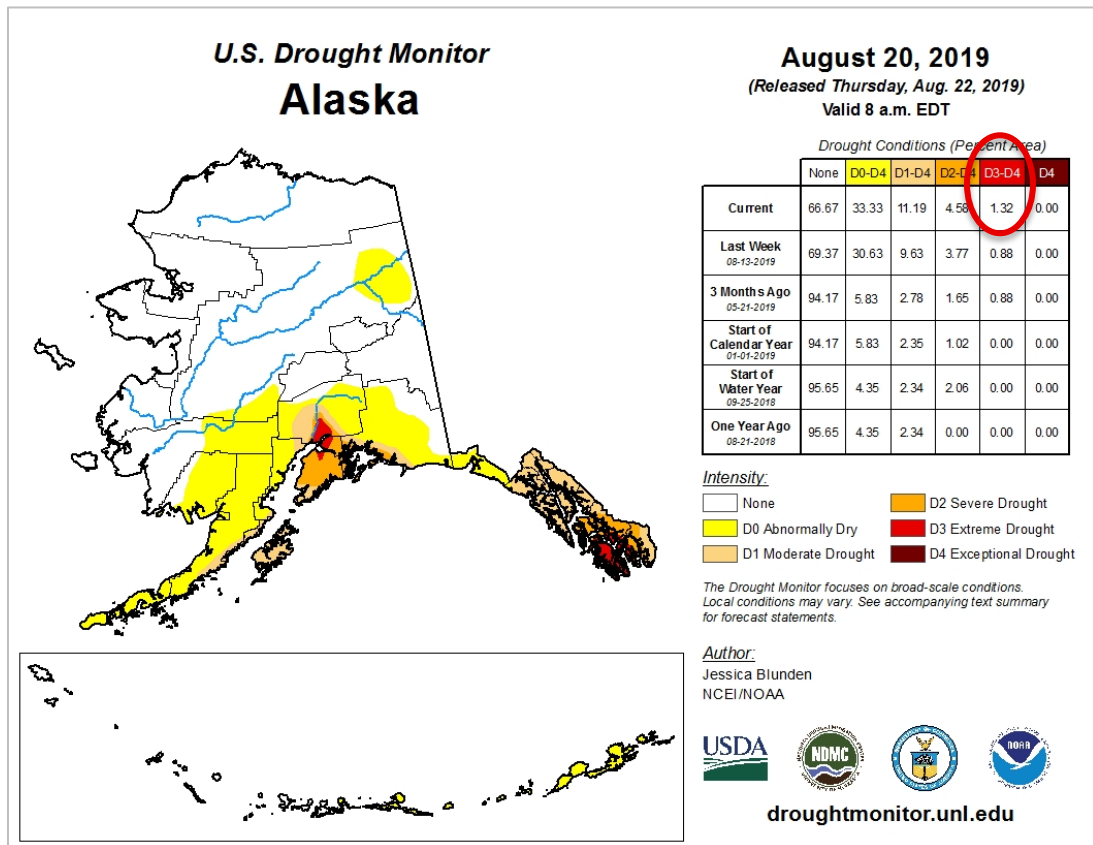 U.S. Drought Monitor
Alaska
August 20, 2019
(Released Thursday, Aug. 22, 2019)
Valid 8 a.m. EDT
Drought Conditions (Percent Area)
None D0-D4 D1-D4 D2-D4 D3-D4 D4
Current 66.67 33.33 11.19 4.58 1.32 0.00
Last Week
08-13-2019 69.37 30.63 9.63 3.77 0.88 0.00
3 Months Ago
05-21-2019 94.17 5.83 2.78 1.65 0.88 0.00
Start of
Calendar Year
01-01-2019 94.17 5.83 2.35 1.02 0.00 0.00
Start of
Water Year
09-25-2018 95.65 4.35 2.34 2.06 0.00 0.00
One Year Ago
08-21-2018 95.65 4.35 2.34 0.00 0.00 0.00
Intensity:
None
D0 Abnormally Dry
D1 Moderate Drought
D2 Severe Drought
D3 Extreme Drought
D4 Exceptional Drought
The Drought Monitor focuses on broad-scale conditions.
Local conditions may vary. See accompanying text summary
for forecast statements.
Author:
Jessica Blunden
NCEI/NOAA
USDA
NDMC
NOAA
droughtmonitor.unl.edu